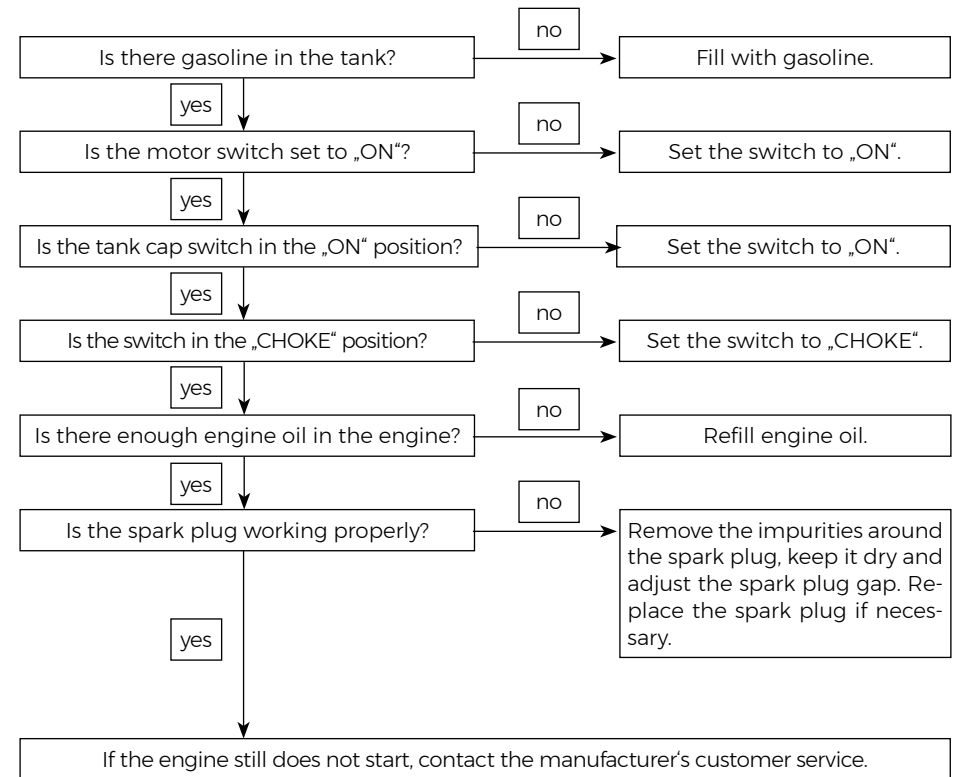 no
Is there gasoline in the tank?
Fill with gasoline.
yes
no
Is the motor switch set to „ON“?
Set the switch to „ON“.
yes
no
Is the tank cap switch in the „ON“ position?
Set the switch to „ON“.
yes
no
Is the switch in the „CHOKE“ position?
Set the switch to „CHOKE“.
yes
no
Is there enough engine oil in the engine?
Refill engine oil.
yes
no
Is the spark plug working properly?
Remove the impurities around
the spark plug, keep it dry and
adjust the spark plug gap. Re-
place the spark plug if neces-
sary.
yes
If the engine still does not start, contact the manufacturer‘s customer service.